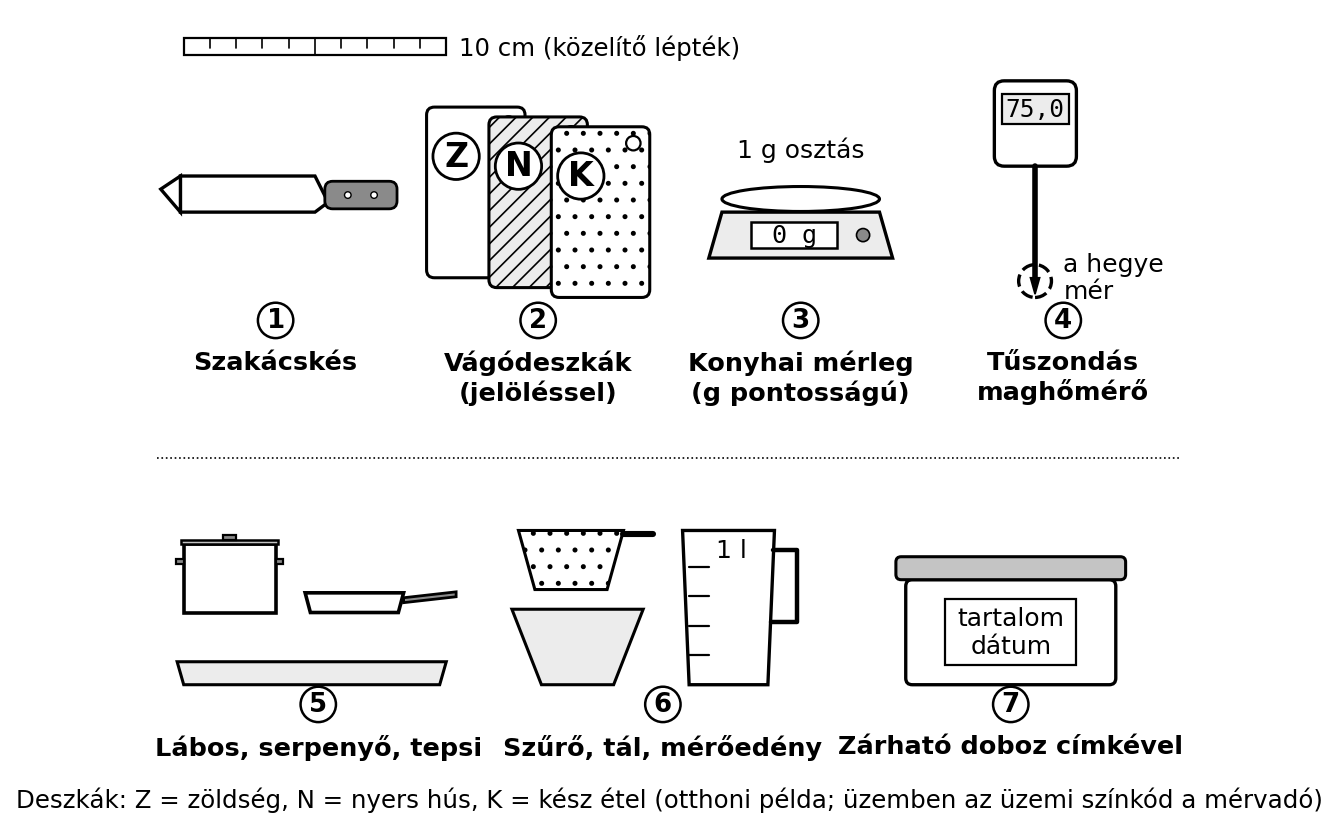 10 cm (közelítő lépték)
75,0
Z
N
K
1 g osztás
0 g
a hegye
mér
1
2
3
4
Szakácskés
Vágódeszkák
(jelöléssel)
Konyhai mérleg
(g pontosságú)
Tűszondás
maghőmérő
1 l
tartalom
dátum
5
6
7
Lábos, serpenyő, tepsi
Szűrő, tál, mérőedény
Zárható doboz címkével
Deszkák: Z = zöldség, N = nyers hús, K = kész étel (otthoni példa; üzemben az üzemi színkód a mérvadó)